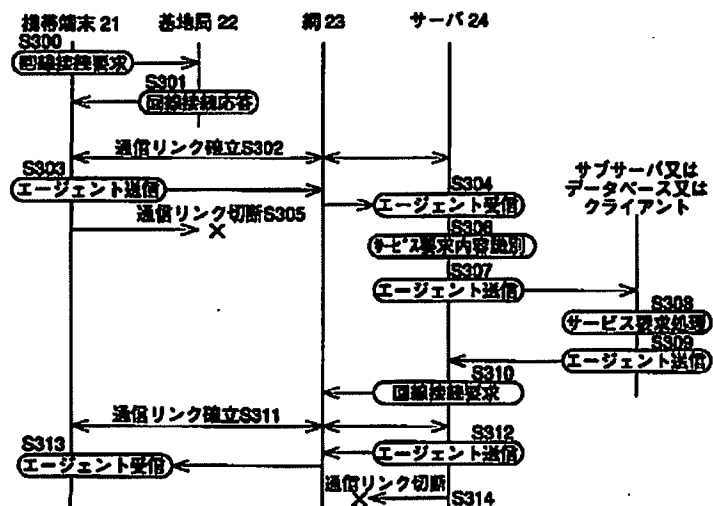 携帯端末 21 基地局 22 網 23 サーバ 24
S300
回線接続要求
S301
回線接続応答
通信リンク確立S302
S303
エージェント送信
サブサーバ又は
データベース又は
クライアント
S304
エージェント受信
通信リンク切断S305
S306
サービス要求内容識別
S307
エージェント送信
S308
サービス要求処理
S309
エージェント送信
S310
回線接続要求
通信リンク確立S311
S312
エージェント送信
S313
エージェント受信
通信リンク切断
S314